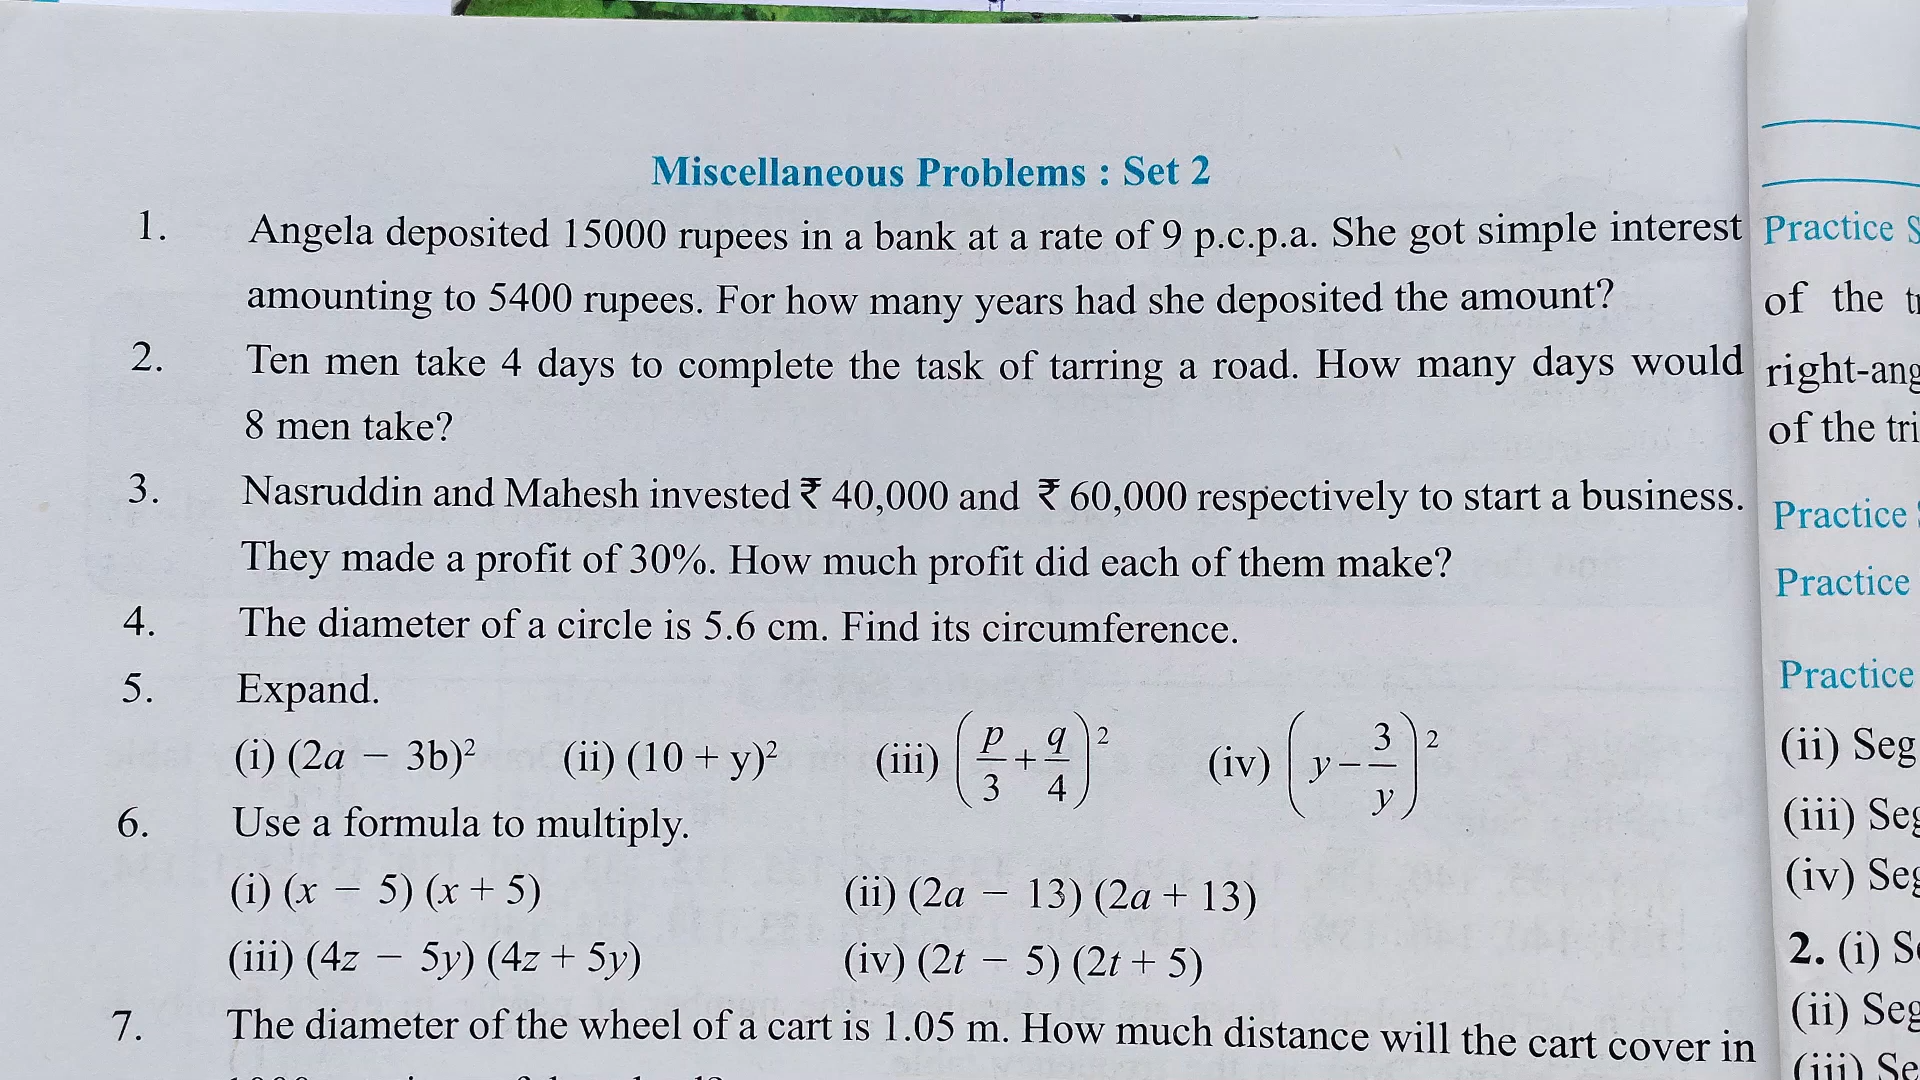 Miscellaneous Problems : Set 2
1. Angela deposited 15000 rupees in a bank at a rate of 9 p.c.p.a. She got simple interest
amounting to 5400 rupees. For how many years had she deposited the amount?
2. Ten men take 4 days to complete the task of tarring a road. How many days would
8 men take?
3. Nasruddin and Mahesh invested ₹ 40,000 and ₹ 60,000 respectively to start a business.
They made a profit of 30%. How much profit did each of them make?
4. The diameter of a circle is 5.6 cm. Find its circumference.
5. Expand.
(i) (2a − 3b)² (ii) (10 + y)² (iii) (p/3 + q/4)² (iv) (y − 3/y)²
6. Use a formula to multiply.
(i) (x − 5) (x + 5) (ii) (2a − 13) (2a + 13)
(iii) (4z − 5y) (4z + 5y) (iv) (2t − 5) (2t + 5)
7. The diameter of the wheel of a cart is 1.05 m. How much distance will the cart cover in
Practice
of the
right-ang
of the tri
Practice
Practice
Practice
(ii) Seg
(iii) Seg
(iv) Seg
2. (i) Se
(ii) Seg
(iii) Se